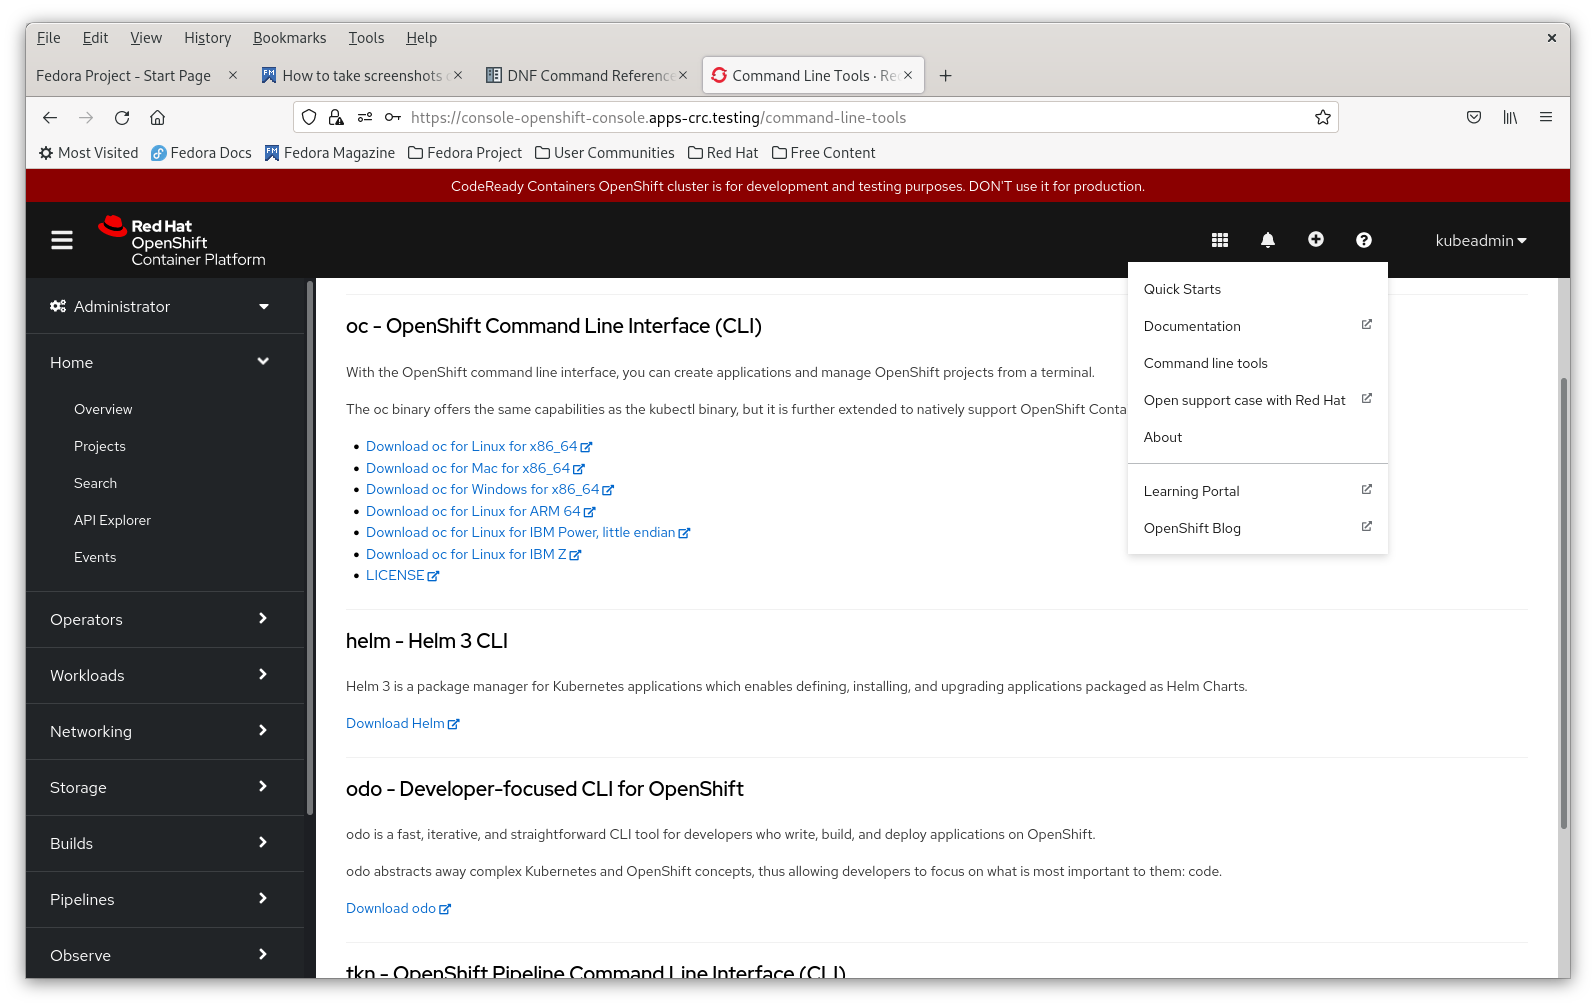 File Edit View History Bookmarks Tools Help
Fedora Project - Start Page How to take screenshots DNF Command Reference Command Line Tools · Re
https://console-openshift-console.apps-crc.testing/command-line-tools
Most Visited Fedora Docs Fedora Magazine Fedora Project User Communities Red Hat Free Content
CodeReady Containers OpenShift cluster is for development and testing purposes. DON'T use it for production.
Red Hat
OpenShift
Container Platform
kubeadmin
Administrator
Home
Overview
Projects
Search
API Explorer
Events
Operators
Workloads
Networking
Storage
Builds
Pipelines
Observe
oc - OpenShift Command Line Interface (CLI)
With the OpenShift command line interface, you can create applications and manage OpenShift projects from a terminal.
The oc binary offers the same capabilities as the kubectl binary, but it is further extended to natively support OpenShift Conta
Download oc for Linux for x86_64
Download oc for Mac for x86_64
Download oc for Windows for x86_64
Download oc for Linux for ARM 64
Download oc for Linux for IBM Power, little endian
Download oc for Linux for IBM Z
LICENSE
helm - Helm 3 CLI
Helm 3 is a package manager for Kubernetes applications which enables defining, installing, and upgrading applications packaged as Helm Charts.
Download Helm
odo - Developer-focused CLI for OpenShift
odo is a fast, iterative, and straightforward CLI tool for developers who write, build, and deploy applications on OpenShift.
odo abstracts away complex Kubernetes and OpenShift concepts, thus allowing developers to focus on what is most important to them: code.
Download odo
tkn - OpenShift Pipeline Command Line Interface (CLI)
Quick Starts
Documentation
Command line tools
Open support case with Red Hat
About
Learning Portal
OpenShift Blog